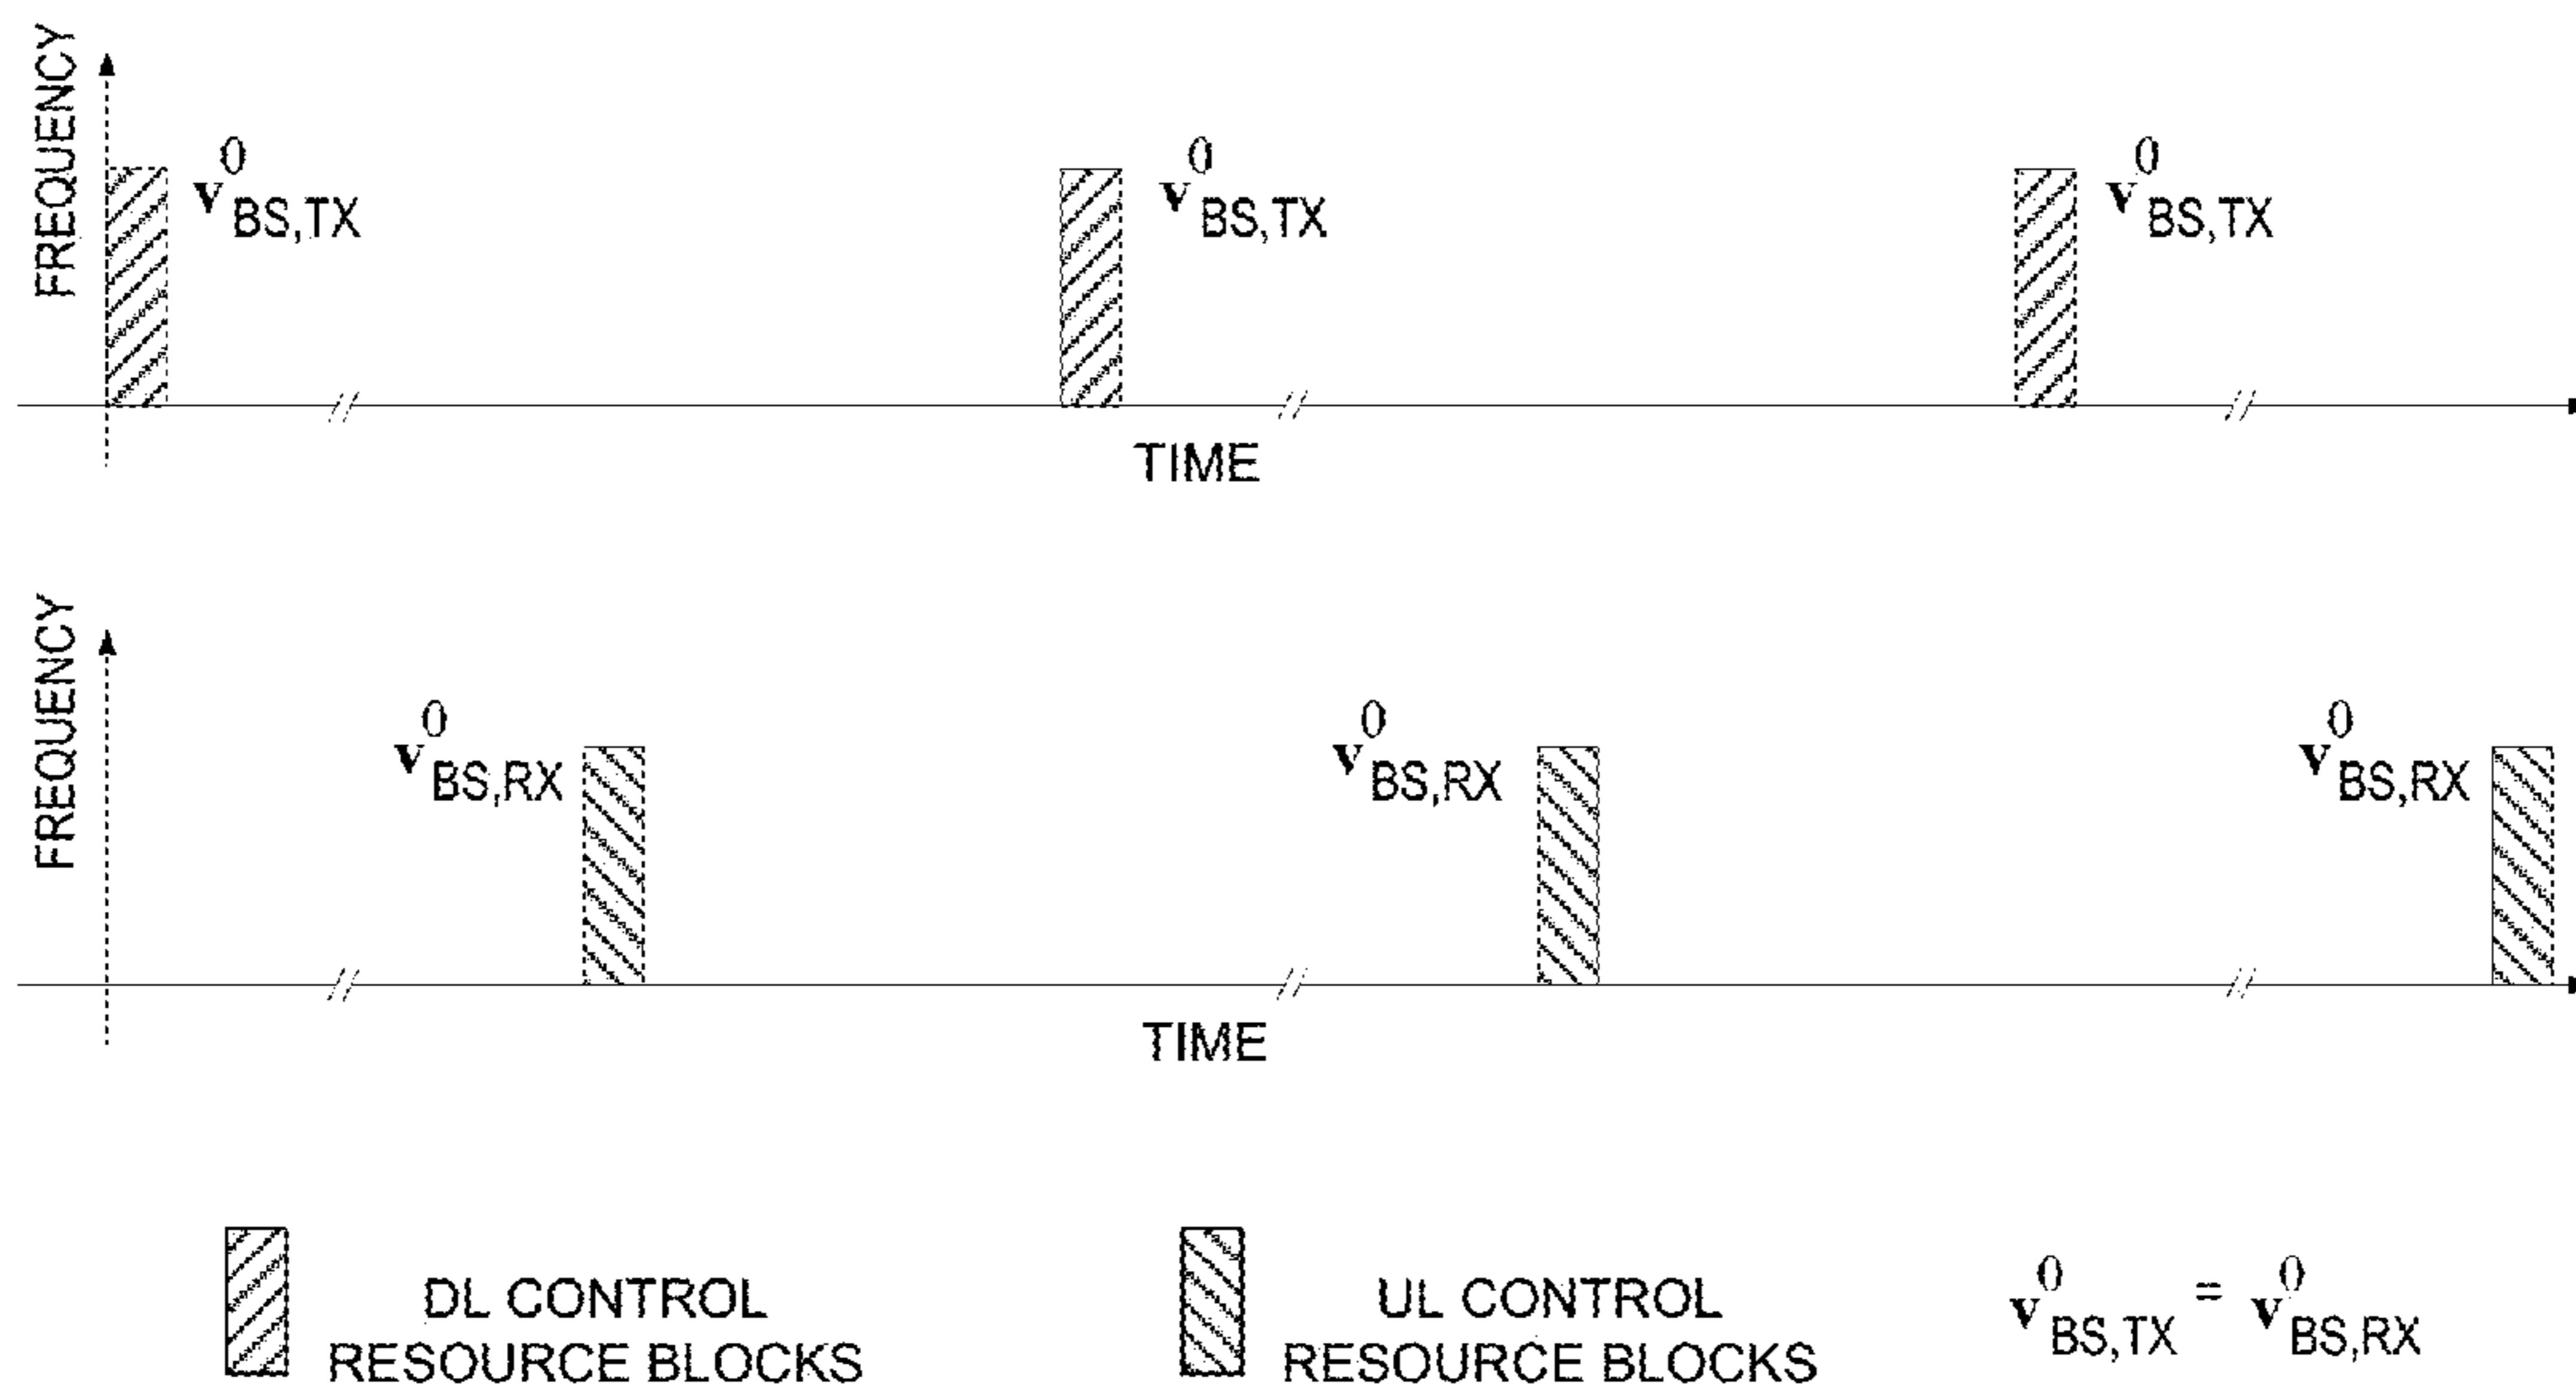 FREQUENCY
v⁰BS,TX
v⁰BS,TX
v⁰BS,TX
TIME
FREQUENCY
v⁰BS,RX
v⁰BS,RX
v⁰BS,RX
TIME
DL CONTROL
RESOURCE BLOCKS
UL CONTROL
RESOURCE BLOCKS
v⁰BS,TX = v⁰BS,RX